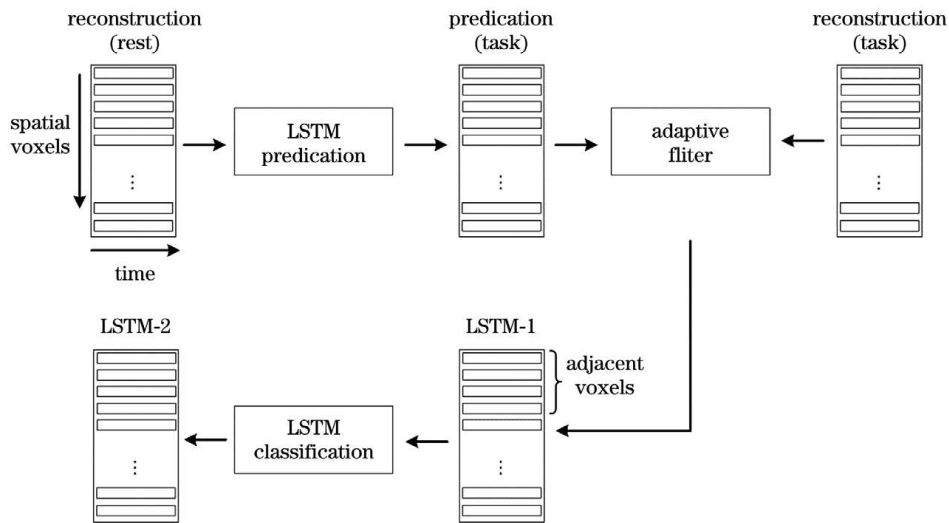 reconstruction
(rest)
predication
(task)
reconstruction
(task)
spatial
voxels
LSTM
predication
adaptive
fliter
⋮
⋮
⋮
time
LSTM-2
LSTM-1
adjacent
voxels
LSTM
classification
⋮
⋮